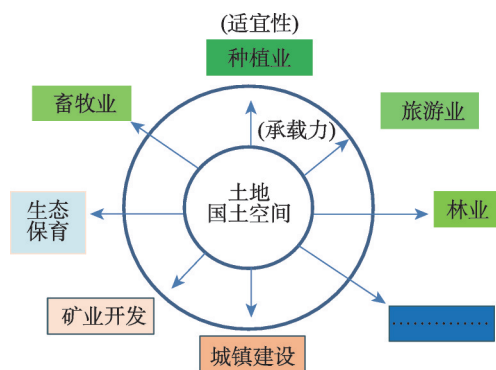 (适宜性)
种植业
畜牧业
旅游业
(承载力)
土地
国土空间
生态
保育
林业
矿业开发
城镇建设
……………